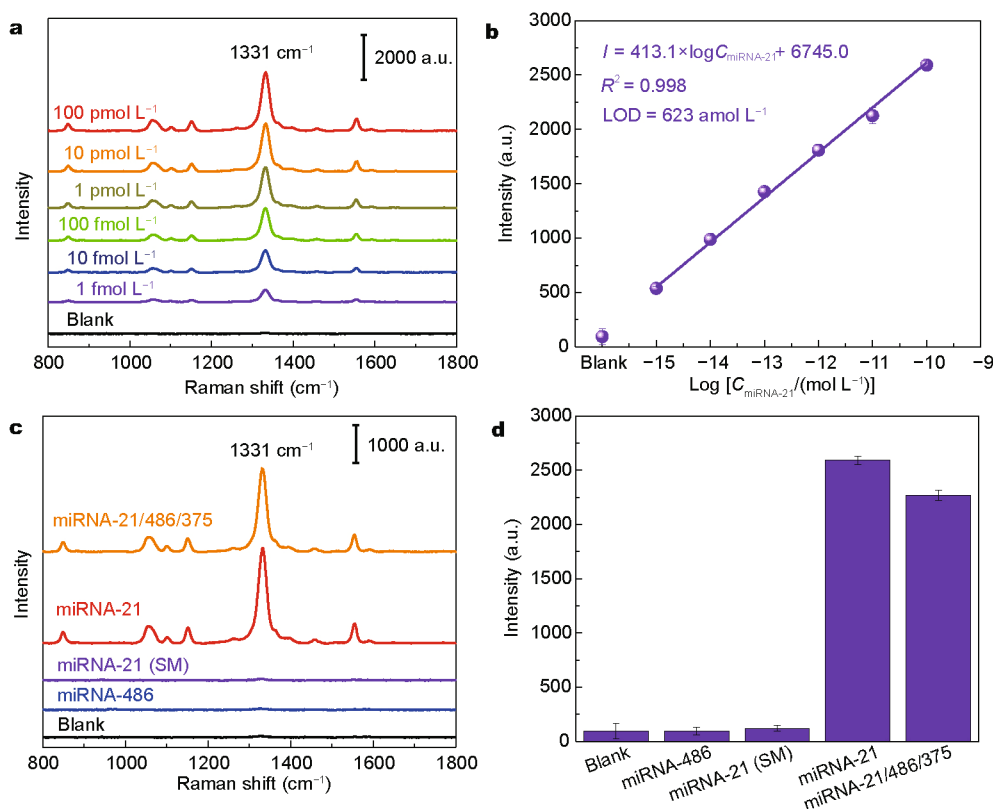 a
1331 cm⁻¹
2000 a.u.
100 pmol L⁻¹
10 pmol L⁻¹
1 pmol L⁻¹
100 fmol L⁻¹
10 fmol L⁻¹
1 fmol L⁻¹
Blank
Intensity
800 1000 1200 1400 1600 1800
Raman shift (cm⁻¹)
b
I = 413.1×logC_miRNA-21 + 6745.0
R² = 0.998
LOD = 623 amol L⁻¹
Intensity (a.u.)
3000
2500
2000
1500
1000
500
0
Blank −15 −14 −13 −12 −11 −10 −9
Log [C_miRNA-21/(mol L⁻¹)]
c
1331 cm⁻¹
1000 a.u.
miRNA-21/486/375
miRNA-21
miRNA-21 (SM)
miRNA-486
Blank
Intensity
800 1000 1200 1400 1600 1800
Raman shift (cm⁻¹)
d
Intensity (a.u.)
3000
2500
2000
1500
1000
500
0
Blank
miRNA-486
miRNA-21 (SM)
miRNA-21
miRNA-21/486/375